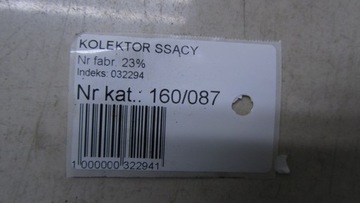 KOLEKTOR SSĄCY
Nr fabr. 23%
Indeks: 032294
Nr kat.: 160/087
1 000000 322941